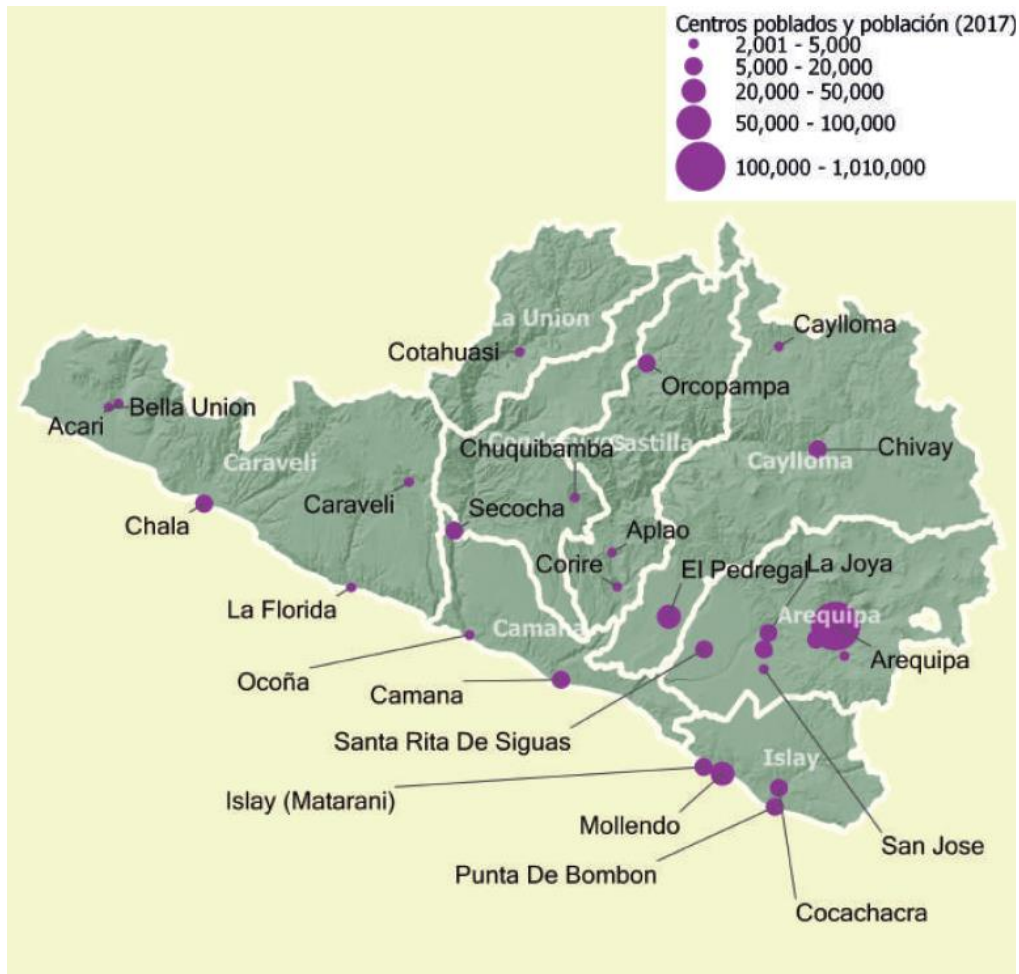 Centros poblados y población (2017)
2,001 - 5,000
5,000 - 20,000
20,000 - 50,000
50,000 - 100,000
100,000 - 1,010,000
La Union
Caylloma
Cotahuasi
Orcopampa
Bella Union
Acari
Castilla
Chuquibamba
Caraveli
Caylloma
Chivay
Caraveli
Secocha
Chala
Aplao
Corire
El Pedregal
La Joya
La Florida
Camana
Arequipa
Arequipa
Ocoña
Camana
Santa Rita De Siguas
Islay
Islay (Matarani)
Mollendo
San Jose
Punta De Bombon
Cocachacra